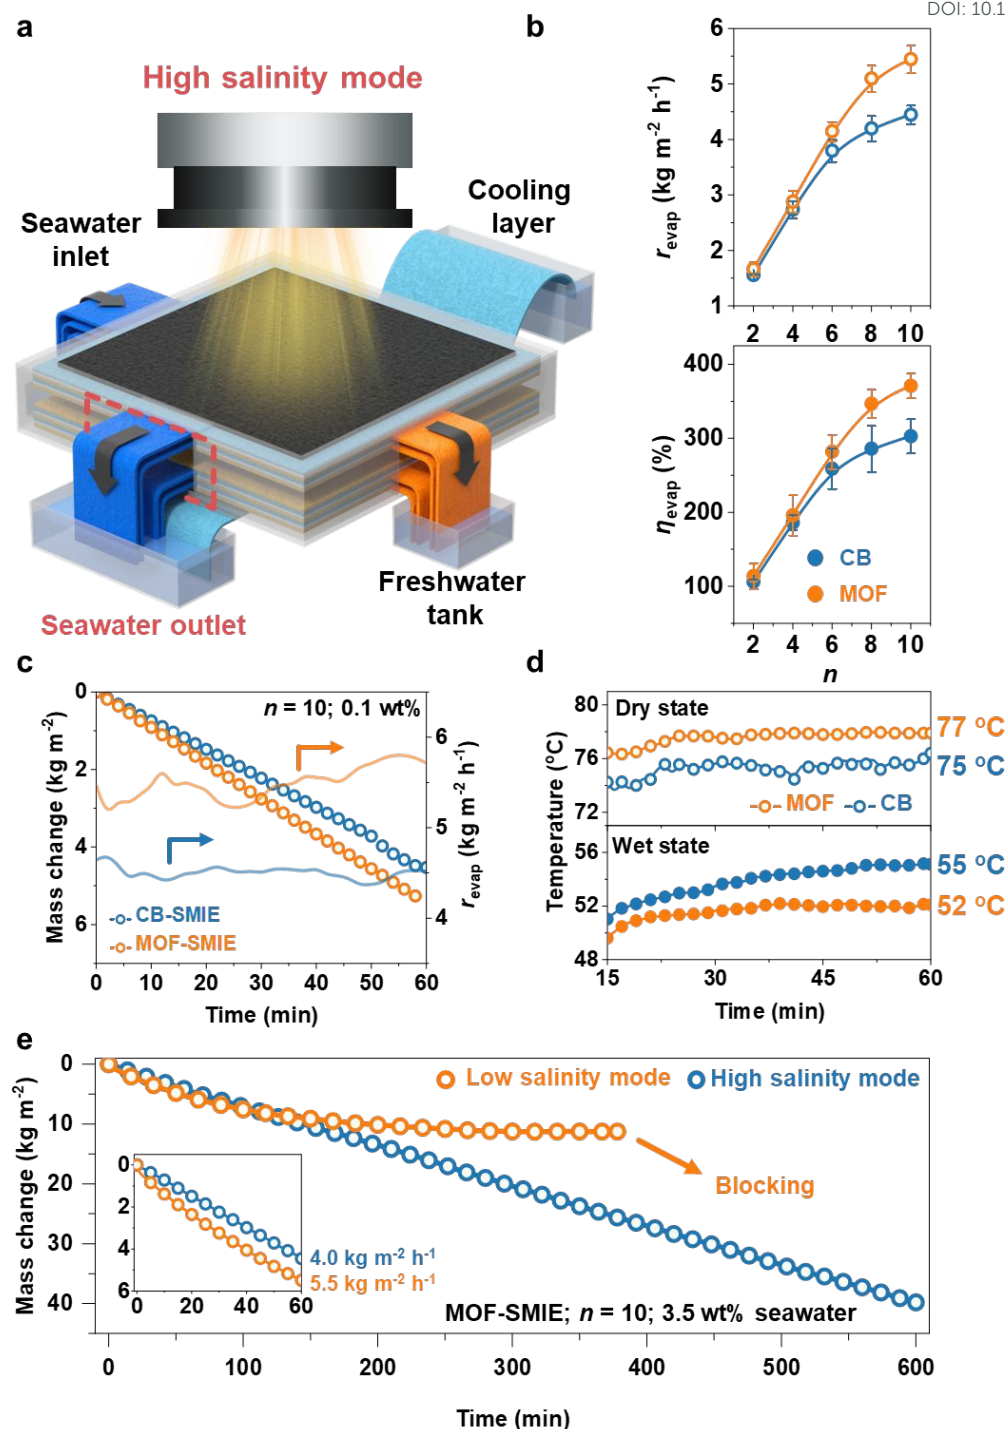 DOI: 10.1
a
High salinity mode
Seawater
inlet
Cooling
layer
Freshwater
tank
Seawater outlet
b
6
5
4
3
2
1
r_evap (kg m⁻² h⁻¹)
2 4 6 8 10
400
300
200
100
η_evap (%)
CB
MOF
2 4 6 8 10
n
c
0
2
4
6
Mass change (kg m⁻²)
n = 10; 0.1 wt%
6
5
4
r_evap (kg m⁻² h⁻¹)
CB-SMIE
MOF-SMIE
0 10 20 30 40 50 60
Time (min)
d
80
76
72
Dry state
77 °C
75 °C
MOF CB
Temperature (°C)
56
52
48
Wet state
55 °C
52 °C
15 30 45 60
Time (min)
e
0
10
20
30
40
Mass change (kg m⁻²)
Low salinity mode High salinity mode
Blocking
0
2
4
6
0 20 40 60
4.0 kg m⁻² h⁻¹
5.5 kg m⁻² h⁻¹
MOF-SMIE; n = 10; 3.5 wt% seawater
0 100 200 300 400 500 600
Time (min)